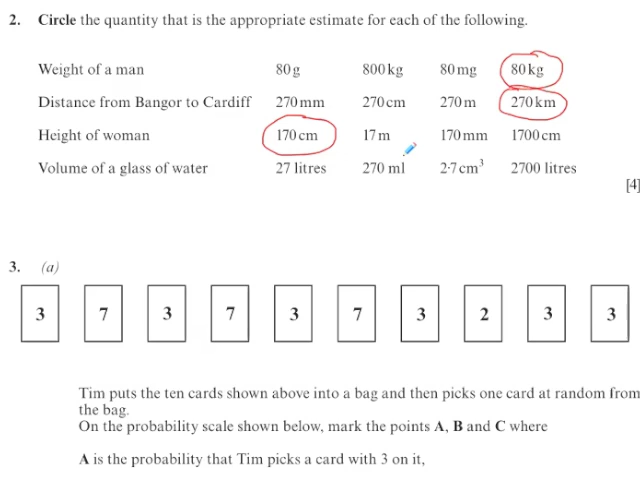 2. Circle the quantity that is the appropriate estimate for each of the following.
Weight of a man 80 g 800 kg 80 mg 80 kg
Distance from Bangor to Cardiff 270 mm 270 cm 270 m 270 km
Height of woman 170 cm 17 m 170 mm 1700 cm
Volume of a glass of water 27 litres 270 ml 2·7 cm³ 2700 litres
[4]
3. (a)
3 7 3 7 3 7 3 2 3 3
Tim puts the ten cards shown above into a bag and then picks one card at random from
the bag.
On the probability scale shown below, mark the points A, B and C where
A is the probability that Tim picks a card with 3 on it,